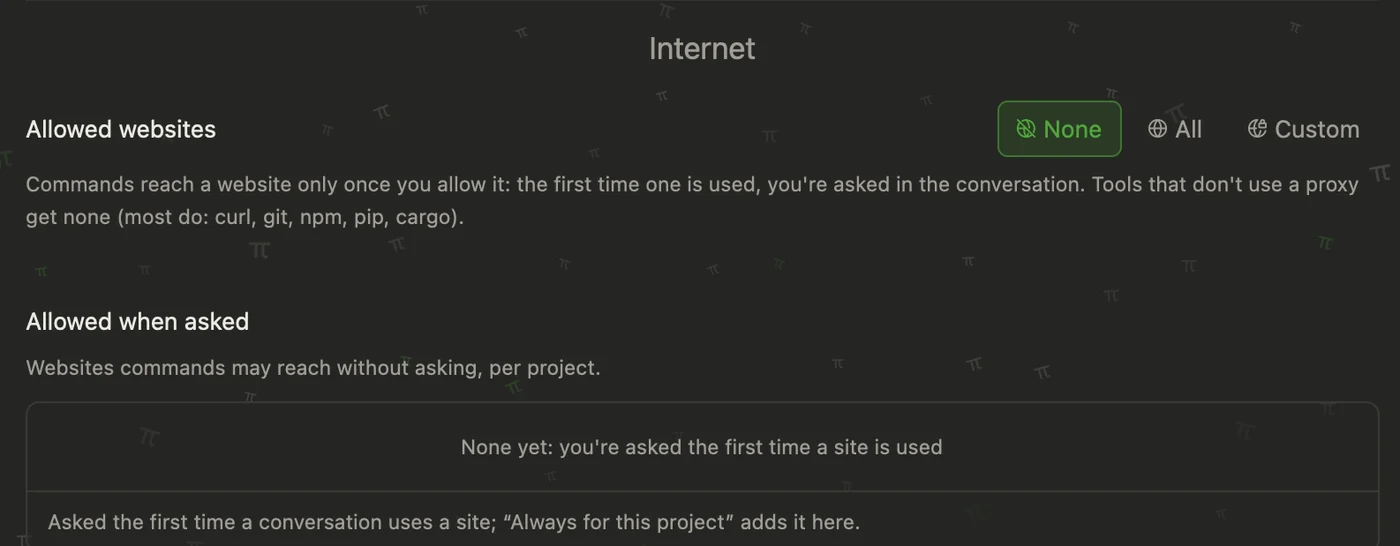 Internet
Allowed websites
None
All
Custom
Commands reach a website only once you allow it: the first time one is used, you're asked in the conversation. Tools that don't use a proxy
get none (most do: curl, git, npm, pip, cargo).
Allowed when asked
Websites commands may reach without asking, per project.
None yet: you're asked the first time a site is used
Asked the first time a conversation uses a site; “Always for this project” adds it here.